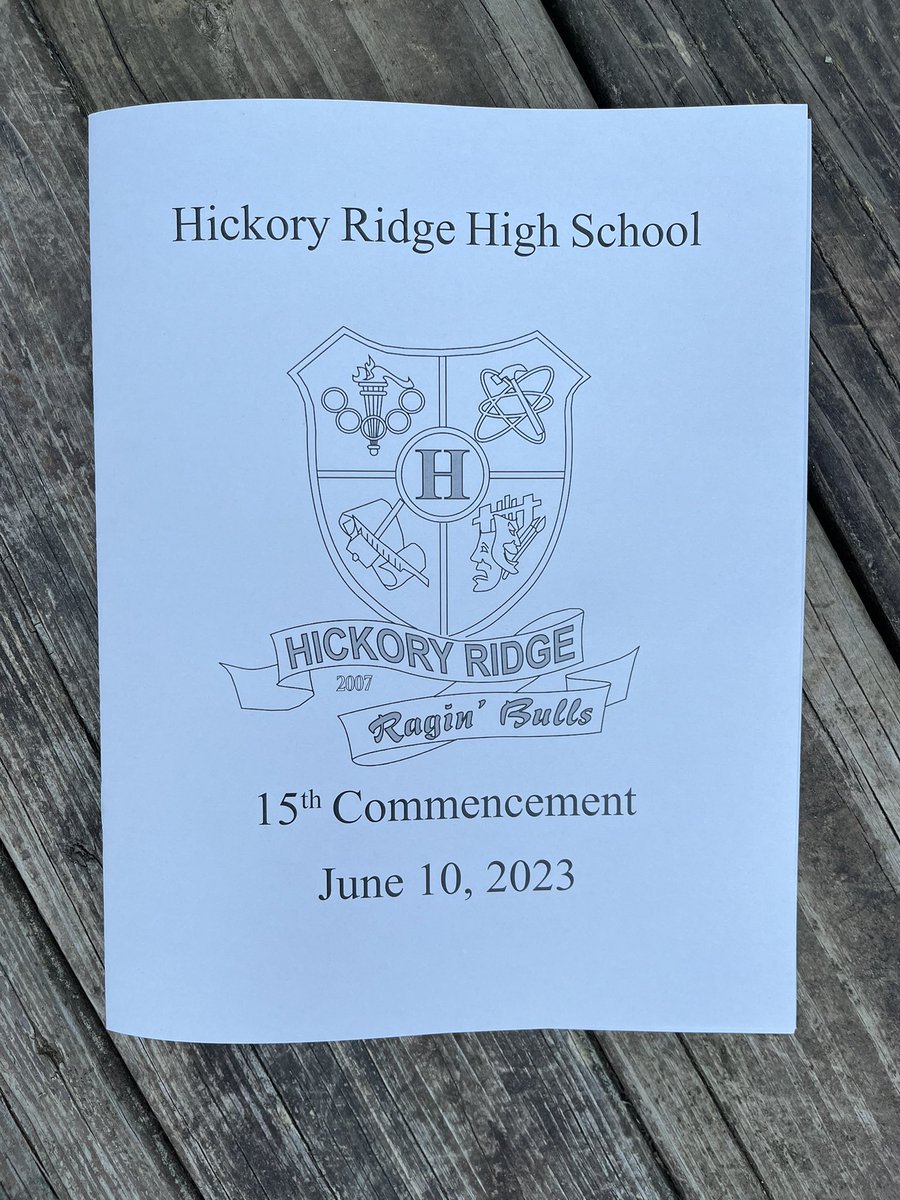 Hickory Ridge High School
H
HICKORY RIDGE
2007
Ragin' Bulls
15th Commencement
June 10, 2023